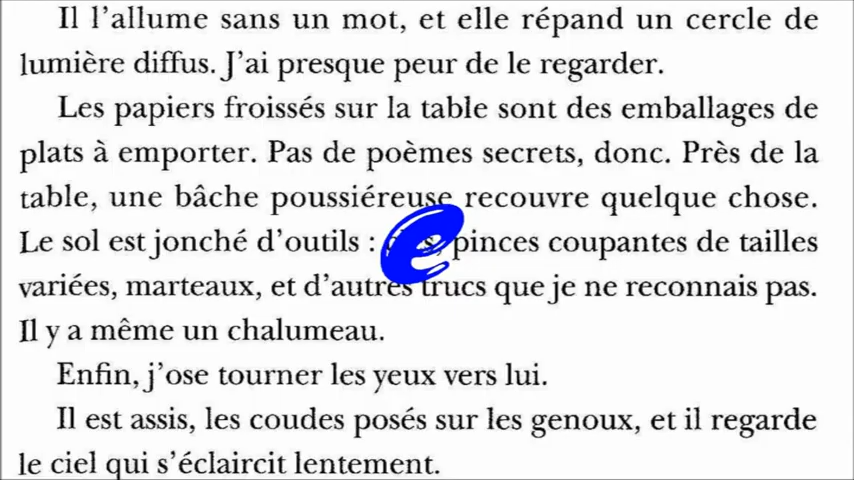 Il l'allume sans un mot, et elle répand un cercle de
lumière diffus. J'ai presque peur de le regarder.
Les papiers froissés sur la table sont des emballages de
plats à emporter. Pas de poèmes secrets, donc. Près de la
table, une bâche poussiéreuse recouvre quelque chose.
Le sol est jonché d'outils : pinces coupantes de tailles
e
variées, marteaux, et d'autres trucs que je ne reconnais pas.
Il y a même un chalumeau.
Enfin, j'ose tourner les yeux vers lui.
Il est assis, les coudes posés sur les genoux, et il regarde
le ciel qui s'éclaircit lentement.